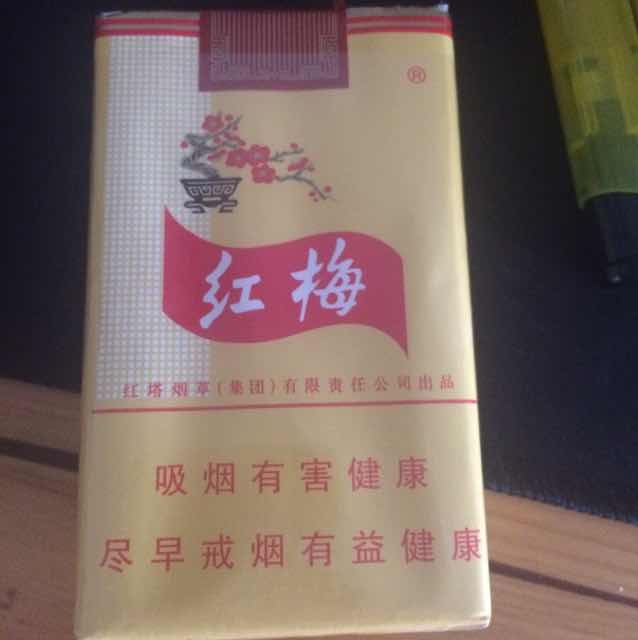 ®
红梅
红塔烟草(集团)有限责任公司出品
吸烟有害健康
尽早戒烟有益健康